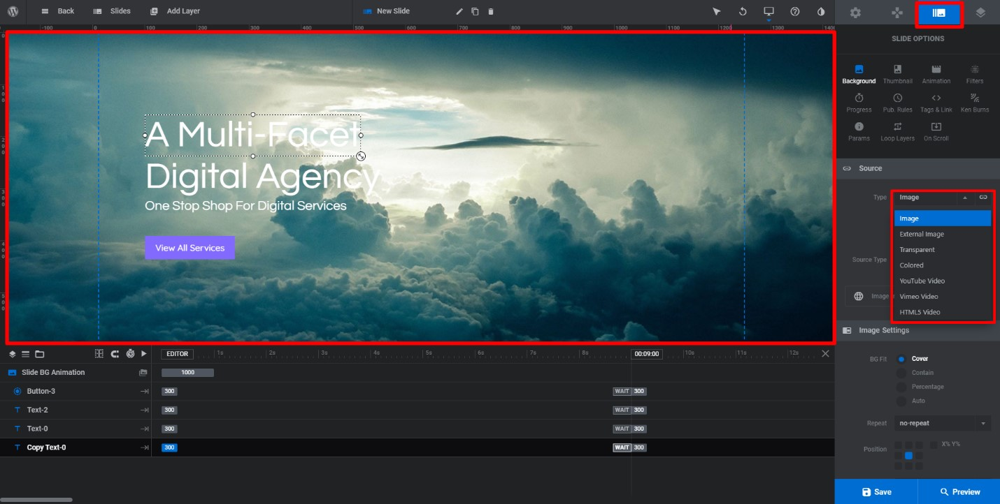 Back Slides Add Layer New Slide
-100 0 100 200 300 400 500 600 700 800 900 1000 1100 1200 1300
SLIDE OPTIONS
Background Thumbnail Animation Filters
Progress Pub. Rules Tags & Link Ken Burns
Params Loop Layers On Scroll
Source
Type Image
Image
External Image
Transparent
Colored
YouTube Video
Vimeo Video
HTML5 Video
Source Type
Image
Image Settings
BG Fit Cover
Contain
Percentage
Auto
Repeat no-repeat
Position X% Y%
Save Preview
A Multi-Facet
Digital Agency
One Stop Shop For Digital Services
View All Services
EDITOR 1s 2s 3s 4s 5s 6s 7s 8s 00:09:00 10s 11s 12s
Slide BG Animation 1000
Button-3 300 WAIT 300
Text-2 300 WAIT 300
Text-0 300 WAIT 300
Copy Text-0 300 WAIT 300